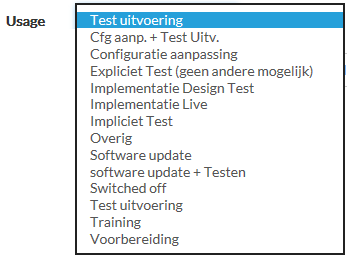 Usage
Test uitvoering
Cfg aanp. + Test Uitv.
Configuratie aanpassing
Expliciet Test (geen andere mogelijk)
Implementatie Design Test
Implementatie Live
Impliciet Test
Overig
Software update
software update + Testen
Switched off
Test uitvoering
Training
Voorbereiding